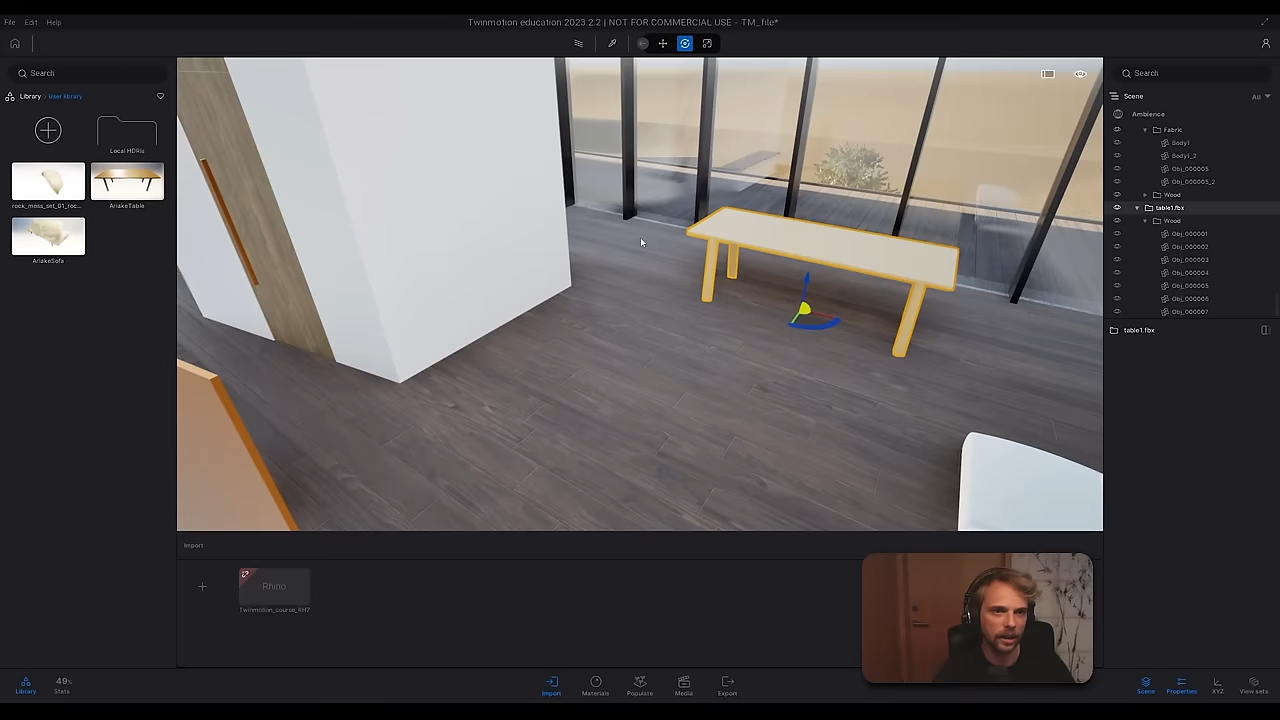 Twinmotion education 2023.2.2 | NOT FOR COMMERCIAL USE - TM_file*
File Edit Help
Search
Library > User library
Local HDRIs
rock_moss_set_01_roc...
AriakeTable
AriakeSofa
Search
Scene
All
Ambience
Fabric
Body1
Body1_2
Obj_000005
Obj_000005_2
Wood
table1.fbx
Wood
Obj_000001
Obj_000002
Obj_000003
Obj_000004
Obj_000005
Obj_000006
Obj_000007
table1.fbx
Import
Rhino
Twinmotion_course_RH7
Library
49%
Stats
Import
Materials
Populate
Media
Export
Scene
Properties
XYZ
View sets